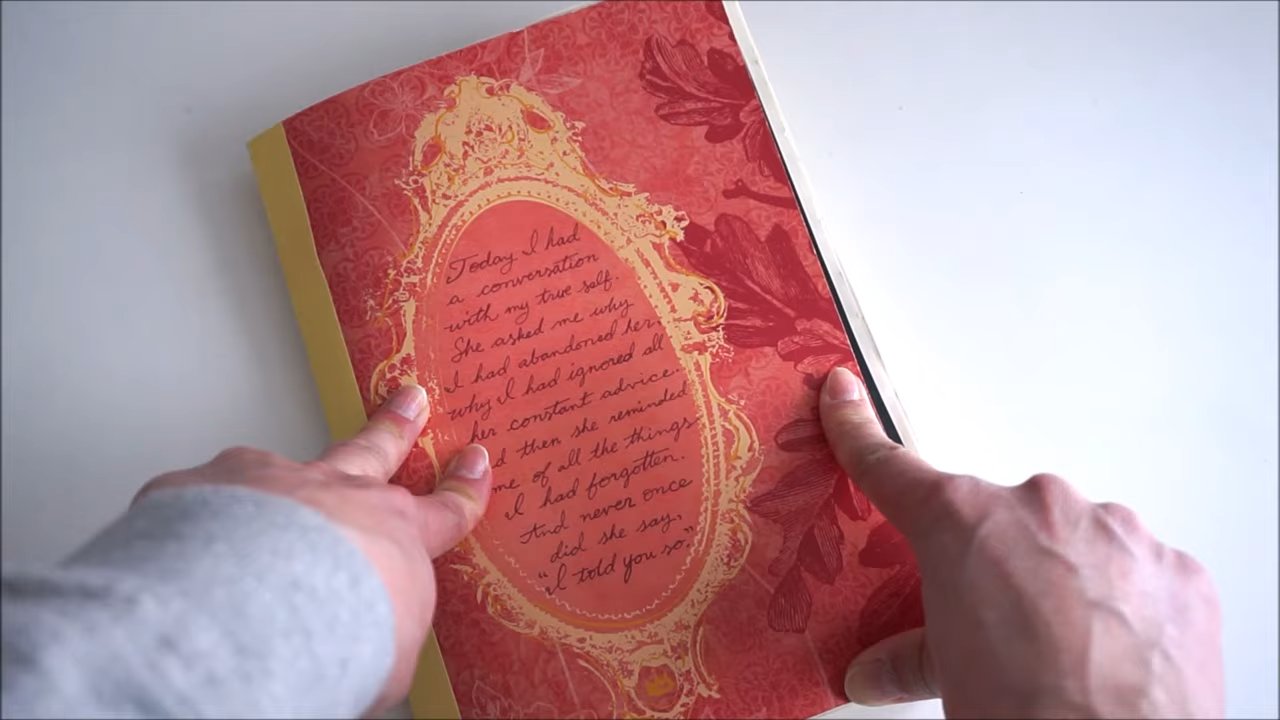 Today I had
a conversation
with my true self.
She asked me why
I had abandoned her.
why I had ignored all
her constant advice.
d then she reminded
me of all the things
I had forgotten.
And never once
did she say,
"I told you so."